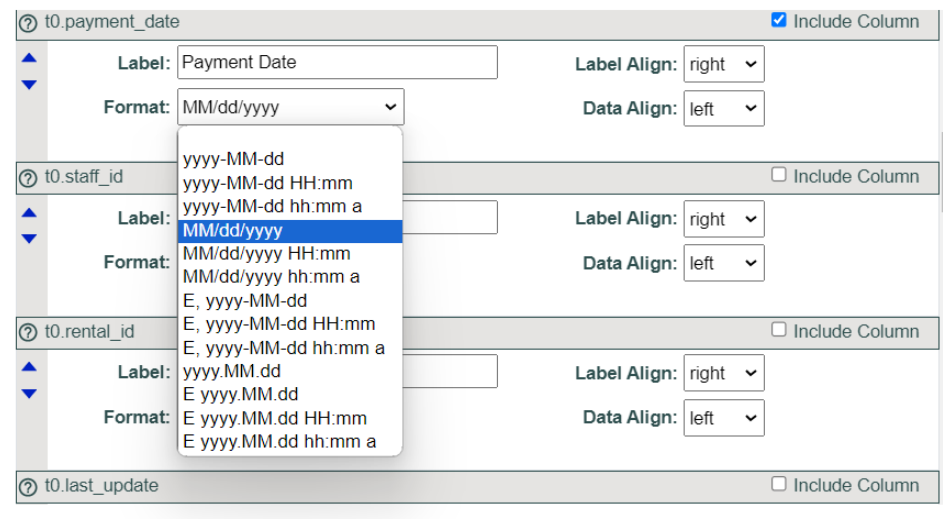 t0.payment_date Include Column
Label: Payment Date Label Align: right
Format: MM/dd/yyyy Data Align: left
yyyy-MM-dd
t0.staff_id Include Column
yyyy-MM-dd HH:mm
yyyy-MM-dd hh:mm a
Label: Label Align: right
MM/dd/yyyy
MM/dd/yyyy HH:mm
Format: Data Align: left
MM/dd/yyyy hh:mm a
E, yyyy-MM-dd
E, yyyy-MM-dd HH:mm
t0.rental_id Include Column
E, yyyy-MM-dd hh:mm a
Label: Label Align: right
yyyy.MM.dd
E yyyy.MM.dd
Format: Data Align: left
E yyyy.MM.dd HH:mm
E yyyy.MM.dd hh:mm a
t0.last_update Include Column